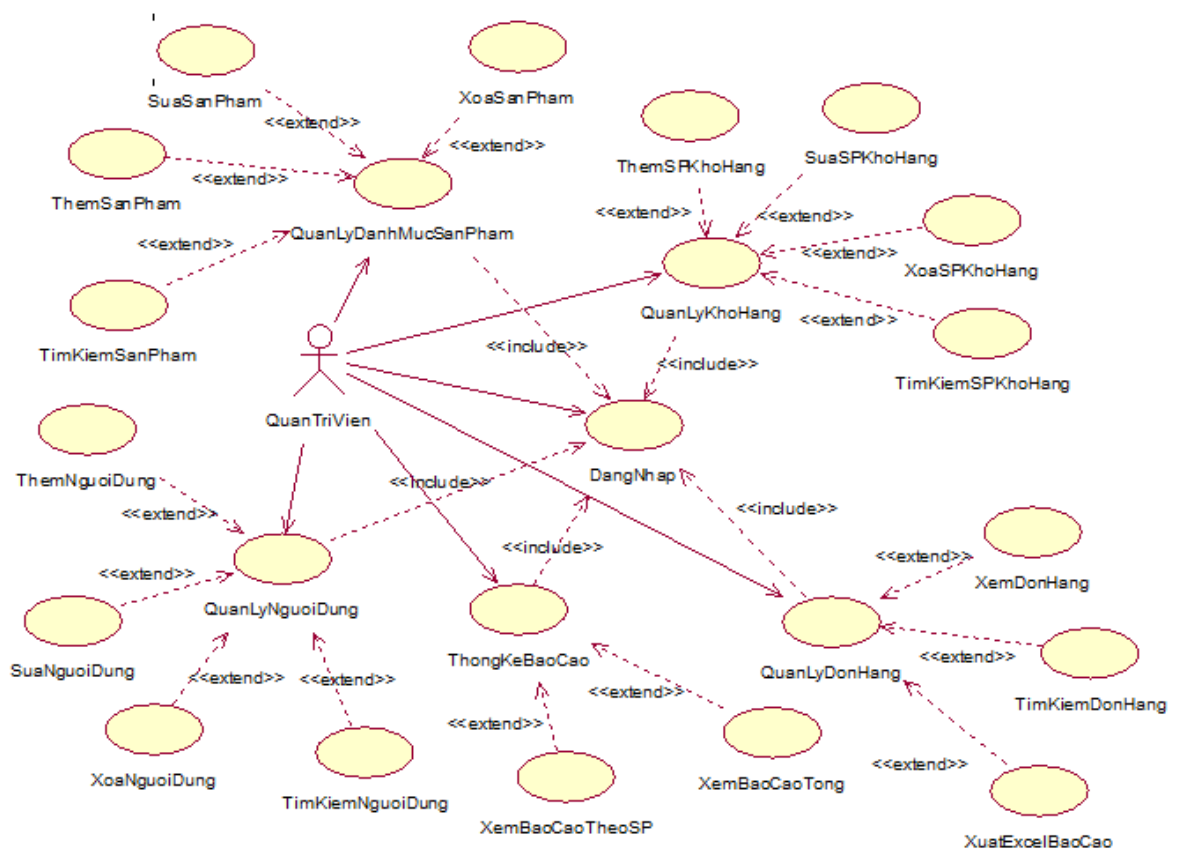 SuaSanPham
XoaSanPham
<<extend>>
<<extend>>
ThemSanPham
<<extend>>
<<extend>>
QuanLyDanhMucSanPham
TimKiemSanPham
ThemSPKhoHang
SuaSPKhoHang
<<extend>>
<<extend>>
<<extend>>
XoaSPKhoHang
QuanLyKhoHang
<<extend>>
TimKiemSPKhoHang
<<include>>
<<include>>
QuanTriVien
DangNhap
ThemNguoiDung
<<extend>>
<<include>>
<<include>>
<<include>>
<<extend>>
QuanLyNguoiDung
SuaNguoiDung
<<extend>>
<<extend>>
XoaNguoiDung
TimKiemNguoiDung
ThongKeBaoCao
<<extend>>
<<extend>>
XemBaoCaoTong
XemBaoCaoTheoSP
<<extend>>
XemDonHang
QuanLyDonHang
<<extend>>
TimKiemDonHang
<<extend>>
XuatExcelBaoCao